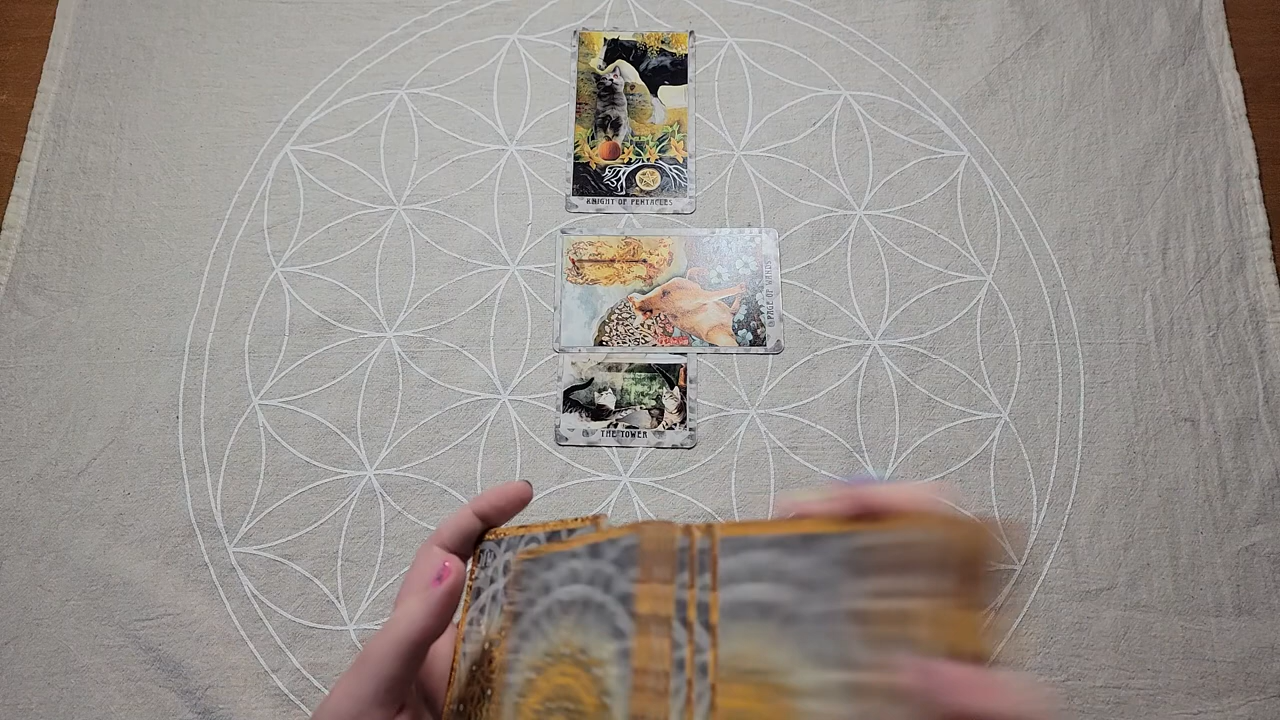 KNIGHT OF PENTACLES
PAGE OF WANDS
THE TOWER